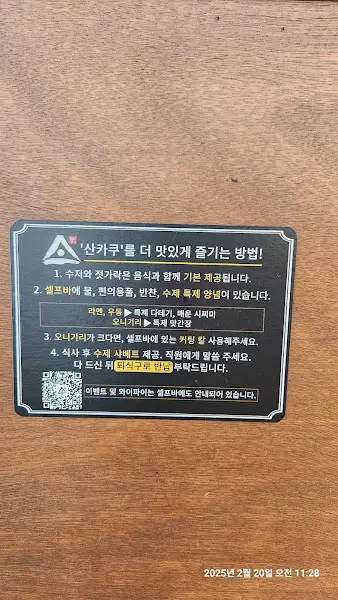 '산카쿠'를 더 맛있게 즐기는 방법!
1. 수저와 젓가락은 음식과 함께 기본 제공됩니다.
2. 셀프바에 물, 편의용품, 반찬, 수제 특제 양념이 있습니다.
라멘, 우동 ▶ 특제 다테기, 매운 시찌미
오니기리 ▶ 특제 맛간장
3. 오니기리가 크다면, 셀프바에 있는 커팅 칼 사용해주세요.
4. 식사 후 수제 샤베트 제공. 직원에게 말씀 주세요.
다 드신 뒤 퇴식구로 반납 부탁드립니다.
이벤트 및 와이파이는 셀프바에도 안내되어 있습니다.
2025년 2월 20일 오전 11:28